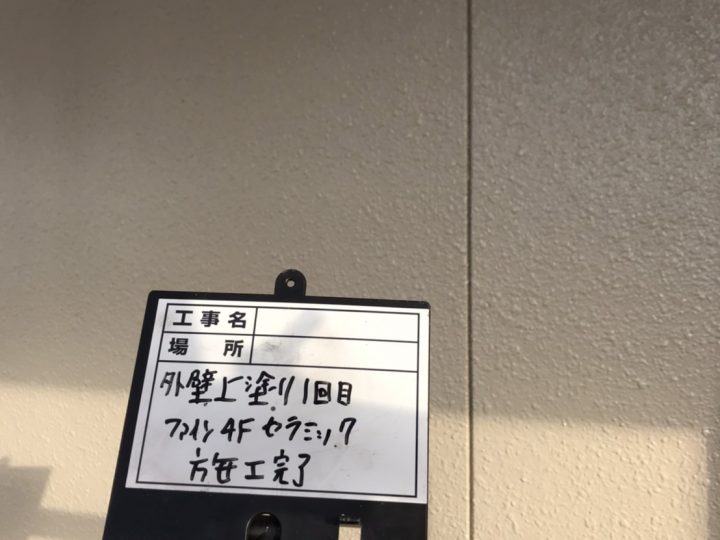 工事名
場所
外壁上塗り1回目
ファイン4Fセラミック
施工完了